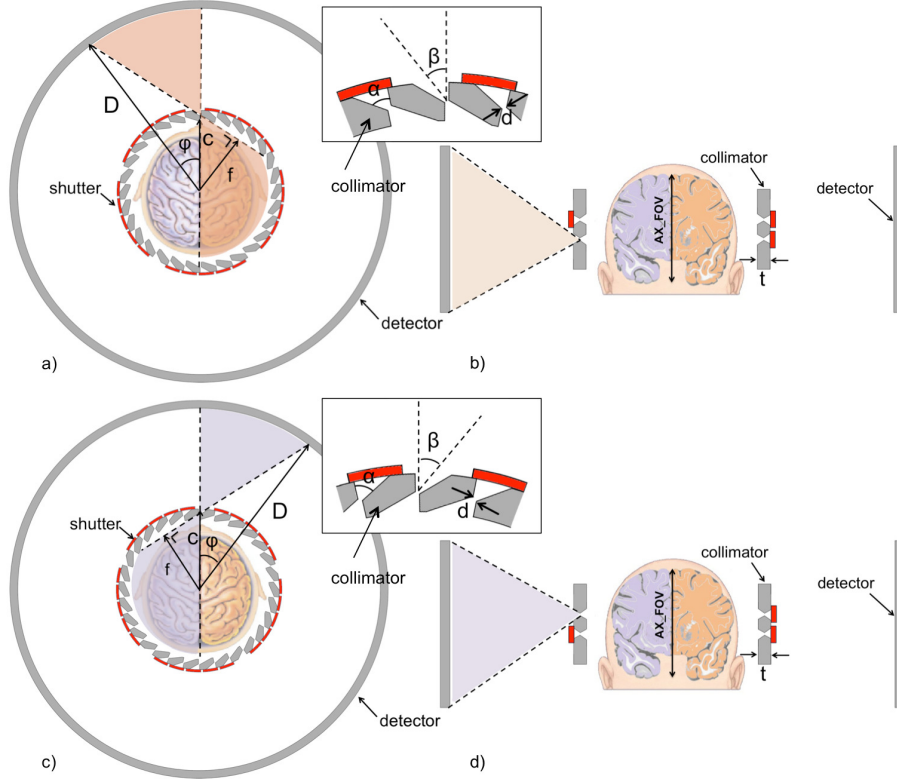 β
α
d
collimator
D
φ
c
f
shutter
detector
a)
collimator
detector
AX_FOV
t
b)
β
α
d
collimator
D
shutter
c
φ
f
detector
c)
collimator
detector
AX_FOV
t
d)